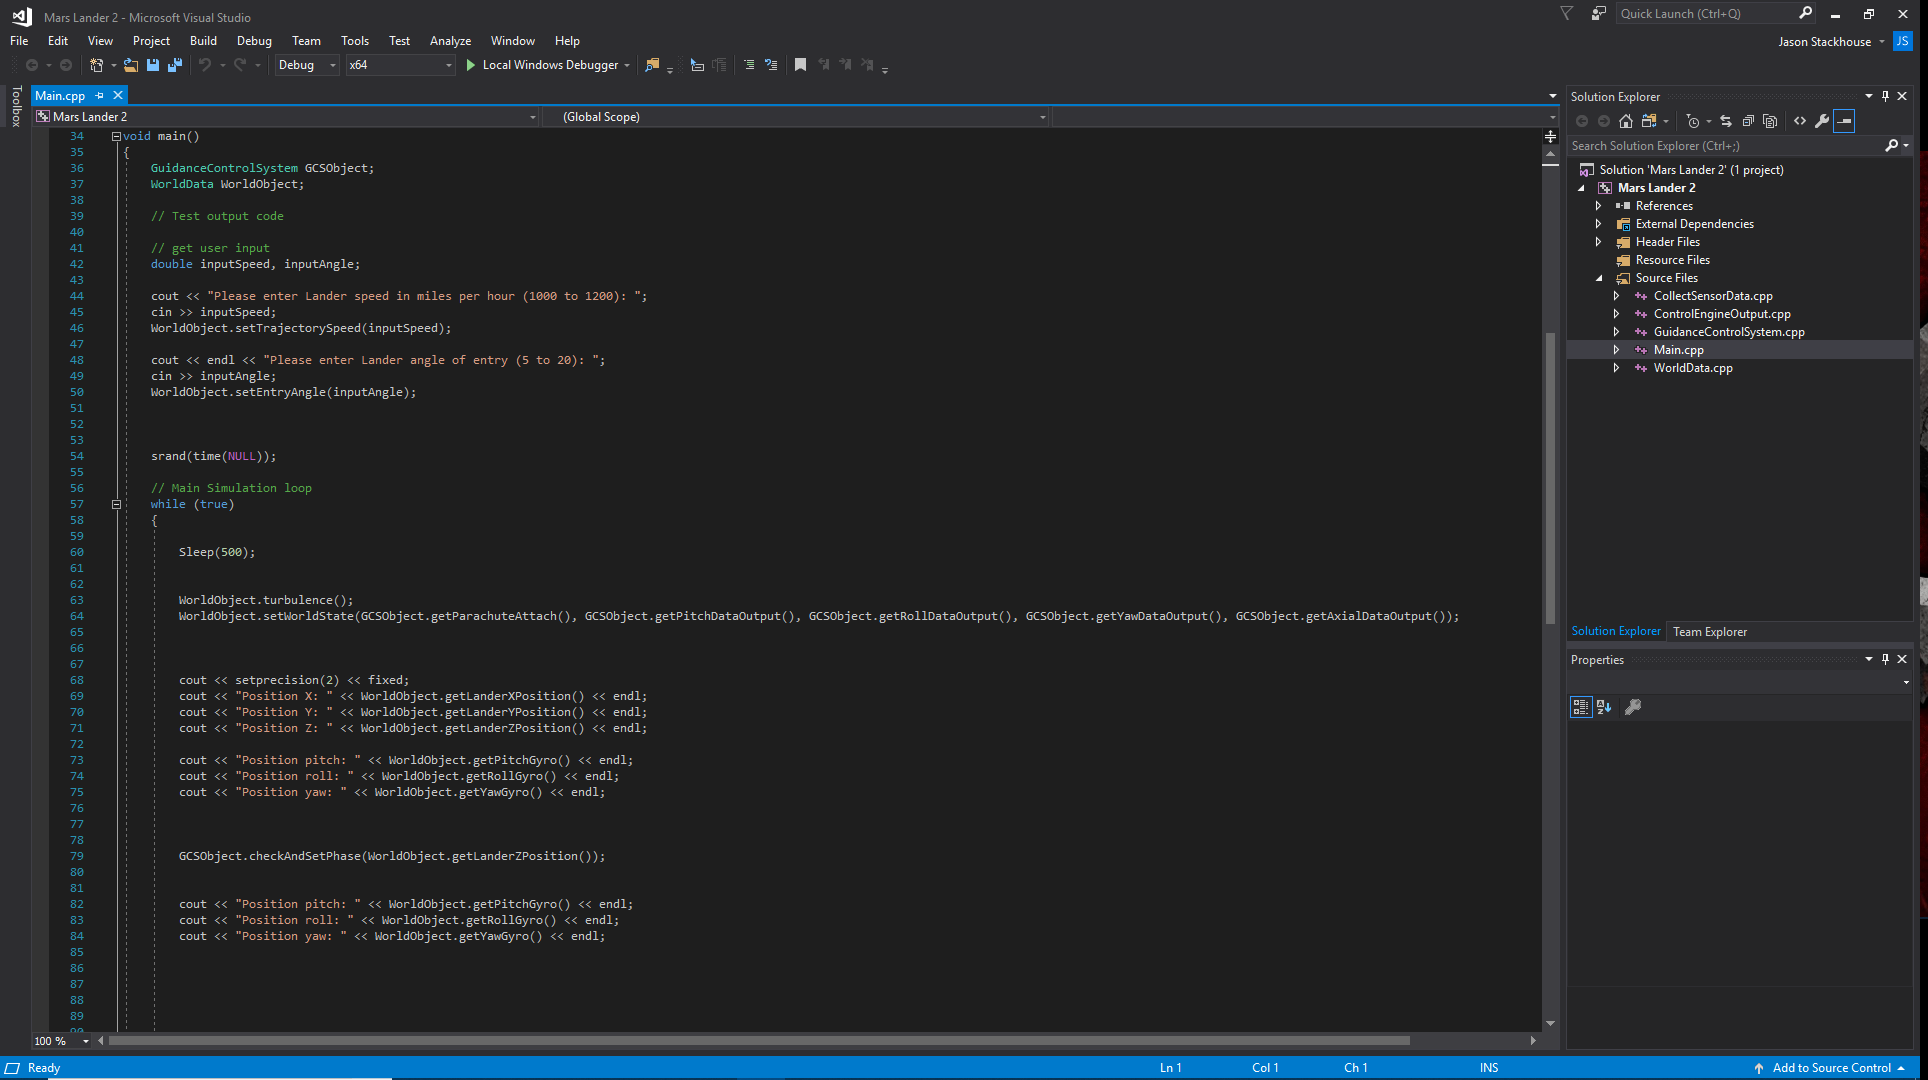 Mars Lander 2 - Microsoft Visual Studio
Quick Launch (Ctrl+Q)
File Edit View Project Build Debug Team Tools Test Analyze Window Help
Jason Stackhouse JS
Debug x64 Local Windows Debugger
Toolbox
Main.cpp
Mars Lander 2 (Global Scope)
34 void main()
35 {
36 GuidanceControlSystem GCSObject;
37 WorldData WorldObject;
38
39 // Test output code
40
41 // get user input
42 double inputSpeed, inputAngle;
43
44 cout << "Please enter Lander speed in miles per hour (1000 to 1200): ";
45 cin >> inputSpeed;
46 WorldObject.setTrajectorySpeed(inputSpeed);
47
48 cout << endl << "Please enter Lander angle of entry (5 to 20): ";
49 cin >> inputAngle;
50 WorldObject.setEntryAngle(inputAngle);
51
52
53
54 srand(time(NULL));
55
56 // Main Simulation loop
57 while (true)
58 {
59
60 Sleep(500);
61
62
63 WorldObject.turbulence();
64 WorldObject.setWorldState(GCSObject.getParachuteAttach(), GCSObject.getPitchDataOutput(), GCSObject.getRollDataOutput(), GCSObject.getYawDataOutput(), GCSObject.getAxialDataOutput());
65
66
67
68 cout << setprecision(2) << fixed;
69 cout << "Position X: " << WorldObject.getLanderXPosition() << endl;
70 cout << "Position Y: " << WorldObject.getLanderYPosition() << endl;
71 cout << "Position Z: " << WorldObject.getLanderZPosition() << endl;
72
73 cout << "Position pitch: " << WorldObject.getPitchGyro() << endl;
74 cout << "Position roll: " << WorldObject.getRollGyro() << endl;
75 cout << "Position yaw: " << WorldObject.getYawGyro() << endl;
76
77
78
79 GCSObject.checkAndSetPhase(WorldObject.getLanderZPosition());
80
81
82 cout << "Position pitch: " << WorldObject.getPitchGyro() << endl;
83 cout << "Position roll: " << WorldObject.getRollGyro() << endl;
84 cout << "Position yaw: " << WorldObject.getYawGyro() << endl;
85
86
87
88
89
90
100 %
Solution Explorer
Search Solution Explorer (Ctrl+;)
Solution 'Mars Lander 2' (1 project)
Mars Lander 2
References
External Dependencies
Header Files
Resource Files
Source Files
CollectSensorData.cpp
ControlEngineOutput.cpp
GuidanceControlSystem.cpp
Main.cpp
WorldData.cpp
Solution Explorer Team Explorer
Properties
Ready Ln 1 Col 1 Ch 1 INS Add to Source Control